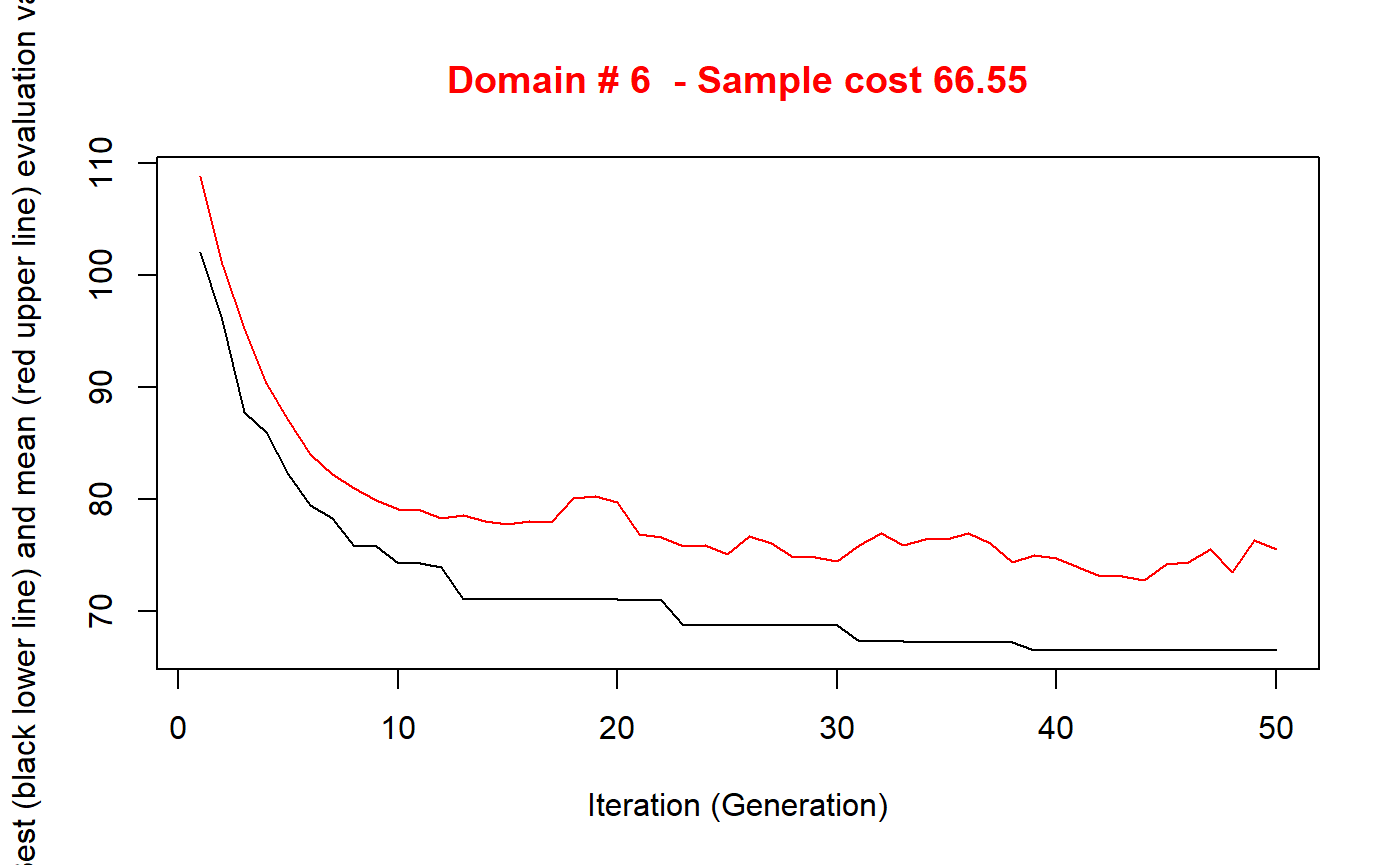 Domain # 6  - Sample cost 66.55
est (black lower line) and mean (red upper line) evaluation va
110
100
90
80
70
0 10 20 30 40 50
Iteration (Generation)